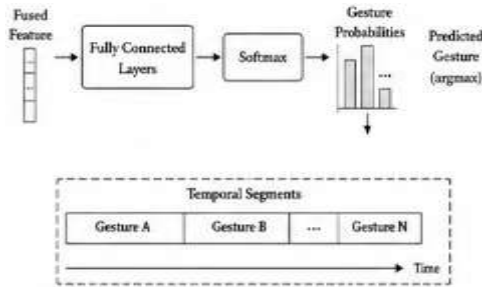 Fused
Feature
Fully Connected
Layers
Softmax
Gesture
Probabilities
...
Predicted
Gesture
(argmax)
Temporal Segments
Gesture A
Gesture B
...
Gesture N
Time